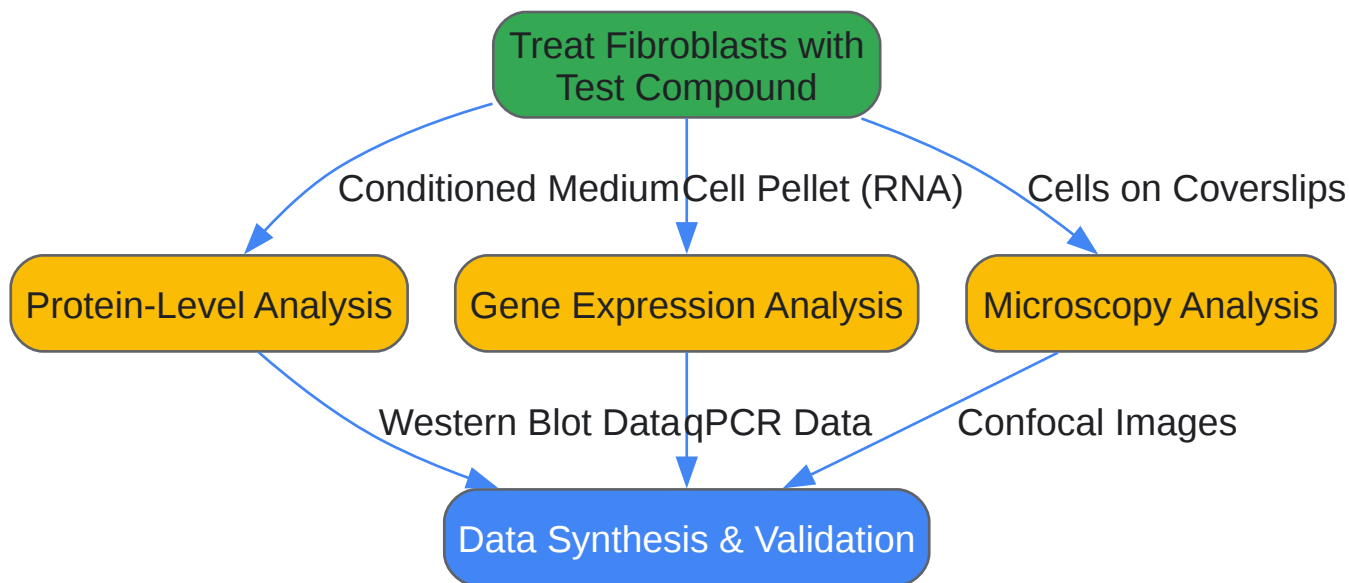 Treat Fibroblasts with
Test Compound
Conditioned Medium
Cell Pellet (RNA)
Cells on Coverslips
Protein-Level Analysis
Gene Expression Analysis
Microscopy Analysis
Western Blot Data
qPCR Data
Confocal Images
Data Synthesis & Validation